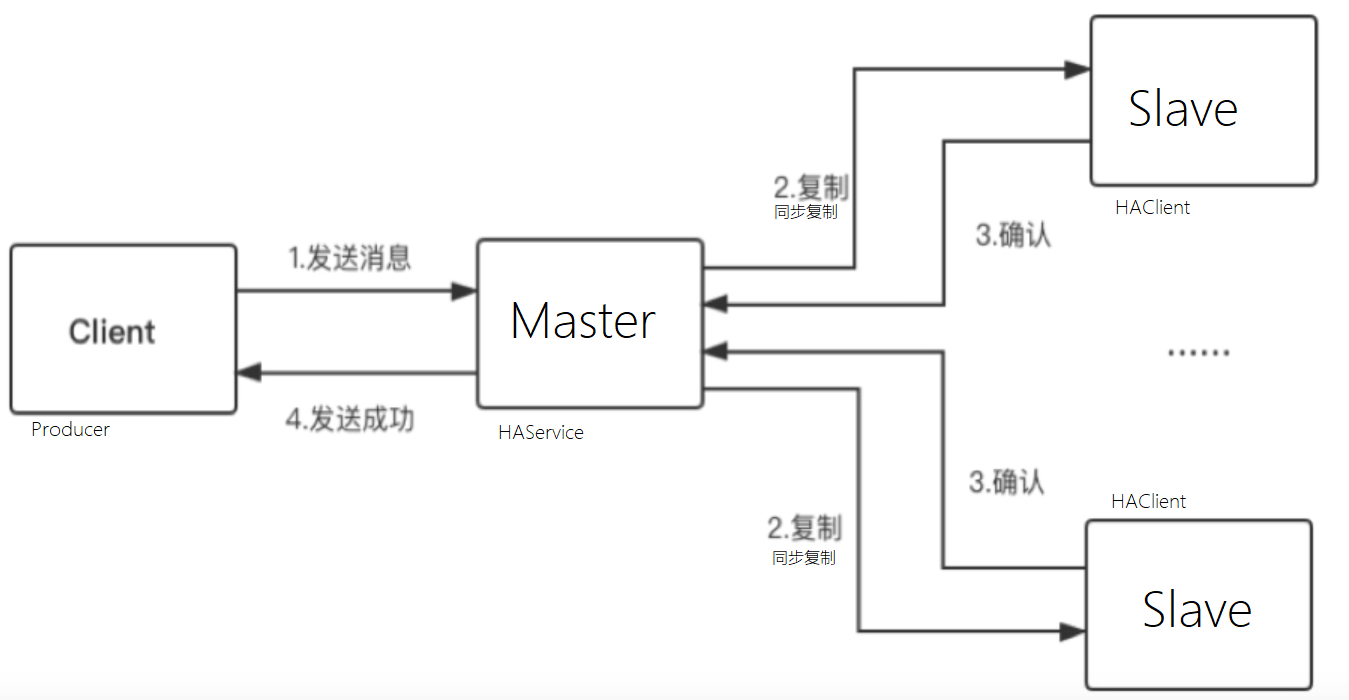 Client
Producer
1.发送消息
4.发送成功
Master
HAService
2.复制
同步复制
3.确认
Slave
HAClient
......
3.确认
2.复制
同步复制
HAClient
Slave